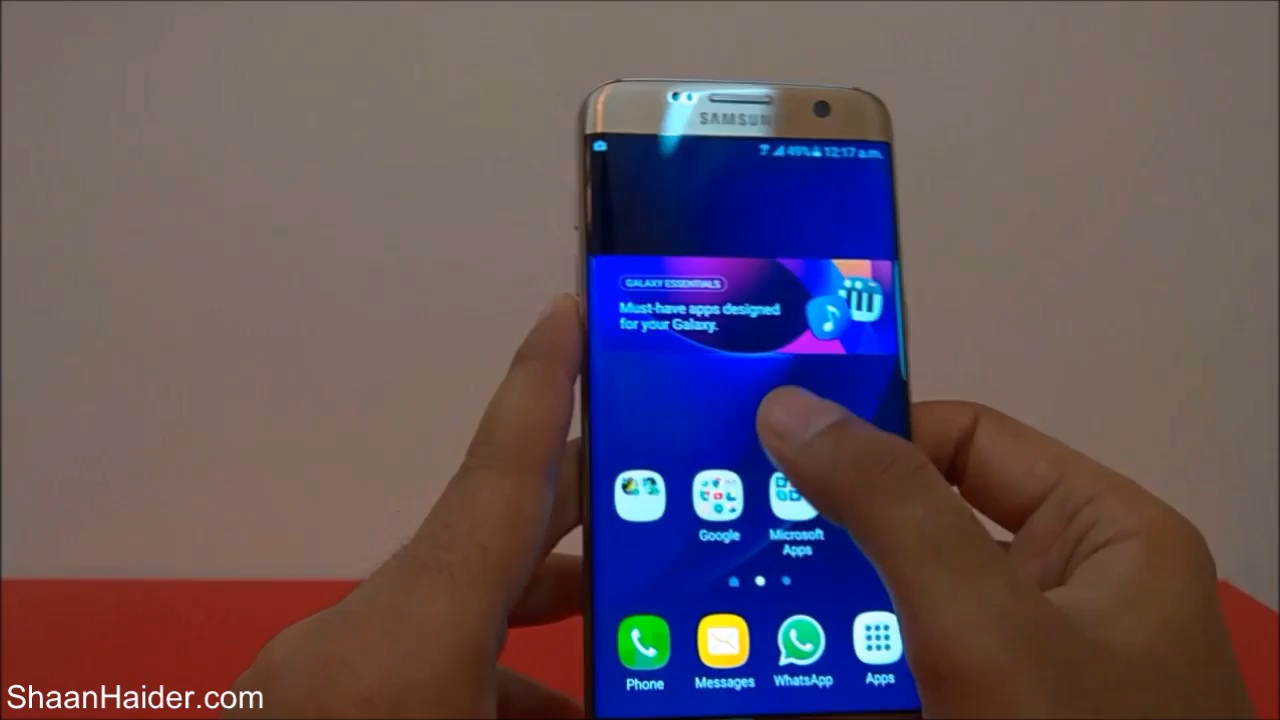 SAMSUNG
49% 12:17 a.m.
GALAXY ESSENTIALS
Must-have apps designed
for your Galaxy.
Google
Microsoft
Apps
Phone
Messages
WhatsApp
Apps
ShaanHaider.com